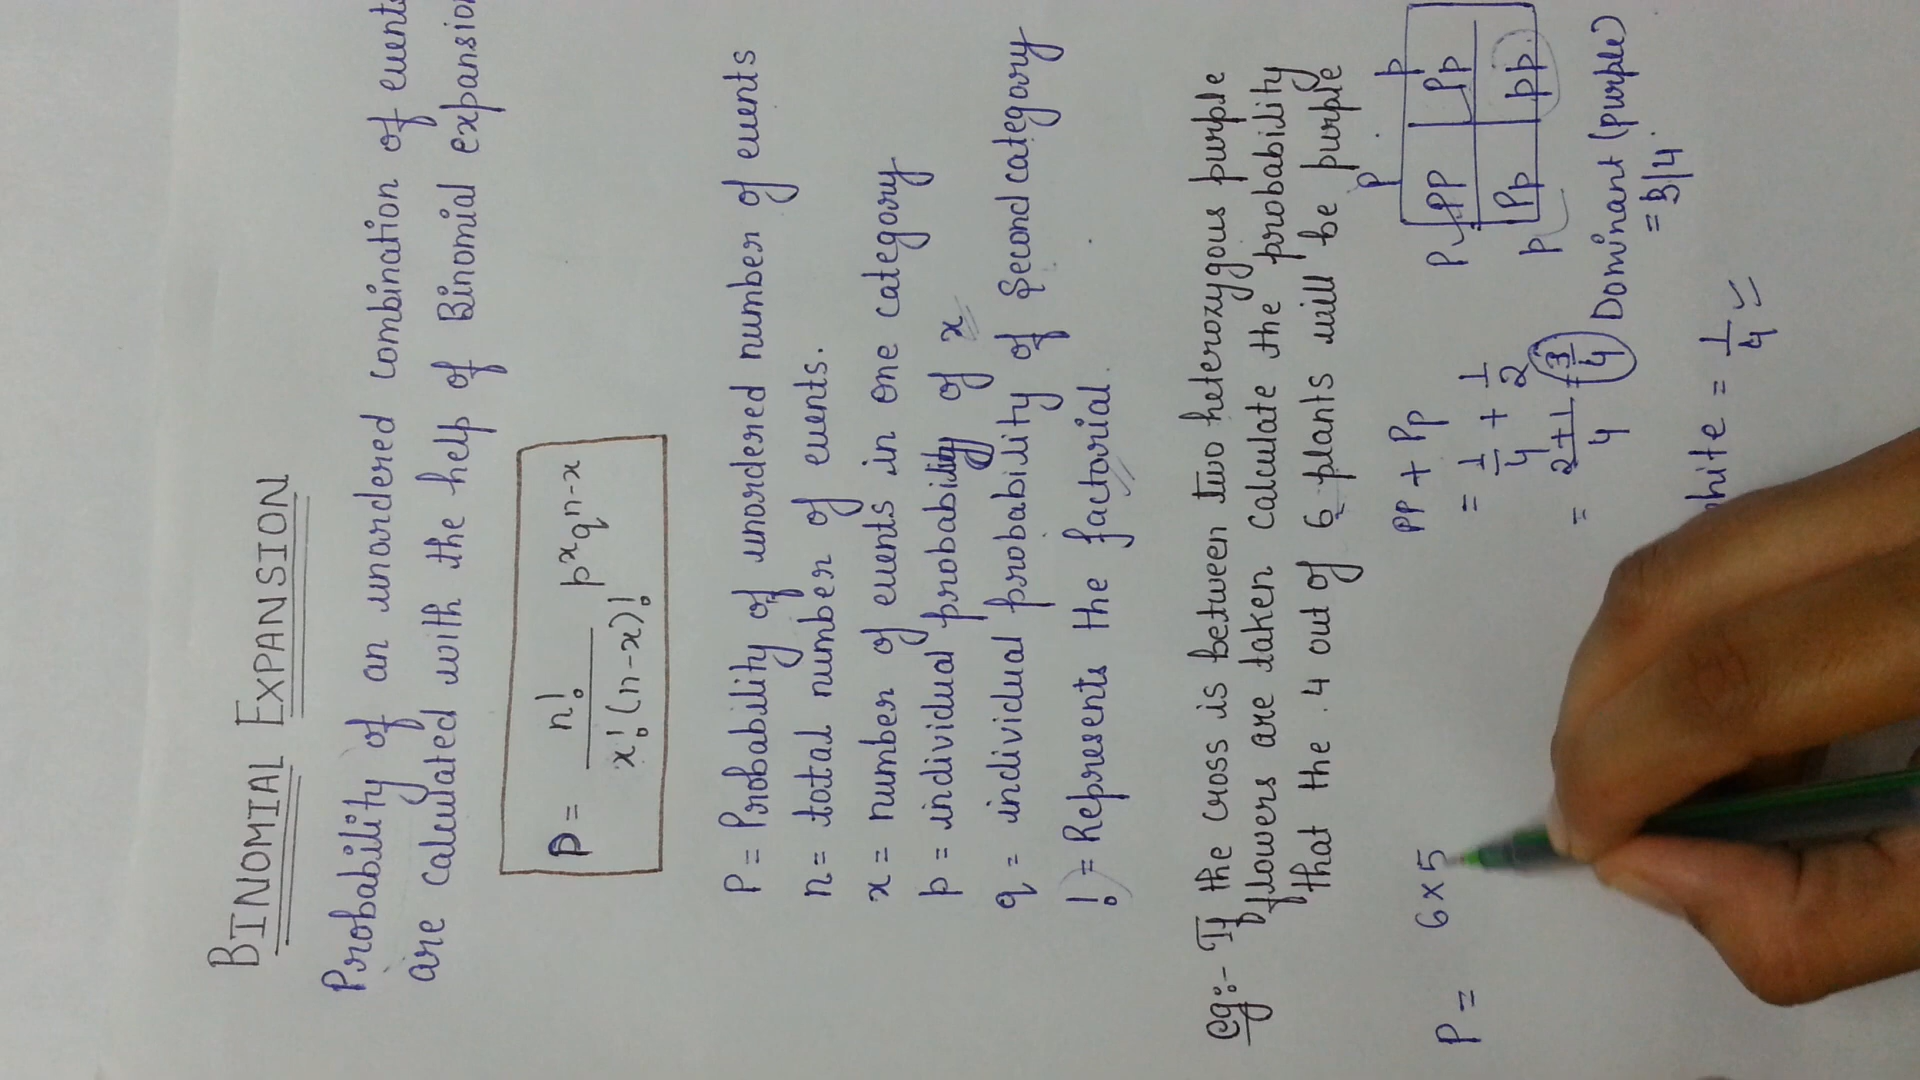 BINOMIAL EXPANSION
Probability of an unordered combination of events
are calculated with the help of Binomial expansion
P = n! / x! (n-x)! p^x q^n-x
P = Probability of unordered number of events
n = total number of events.
x = number of events in one category
p = individual probability of x
q = individual probability of Second category
! = Represents the factorial.
eg:- If the cross is between two heterozygous purple
flowers are taken calculate the probability
that the 4 out of 6 plants will be purple
P p
P PP Pp
p Pp pp
PP + Pp
= 1/4 + 1/2
= 2+1/4 = 3/4 Dominant (purple)
= 3/4.
white = 1/4
P = 6 x 5